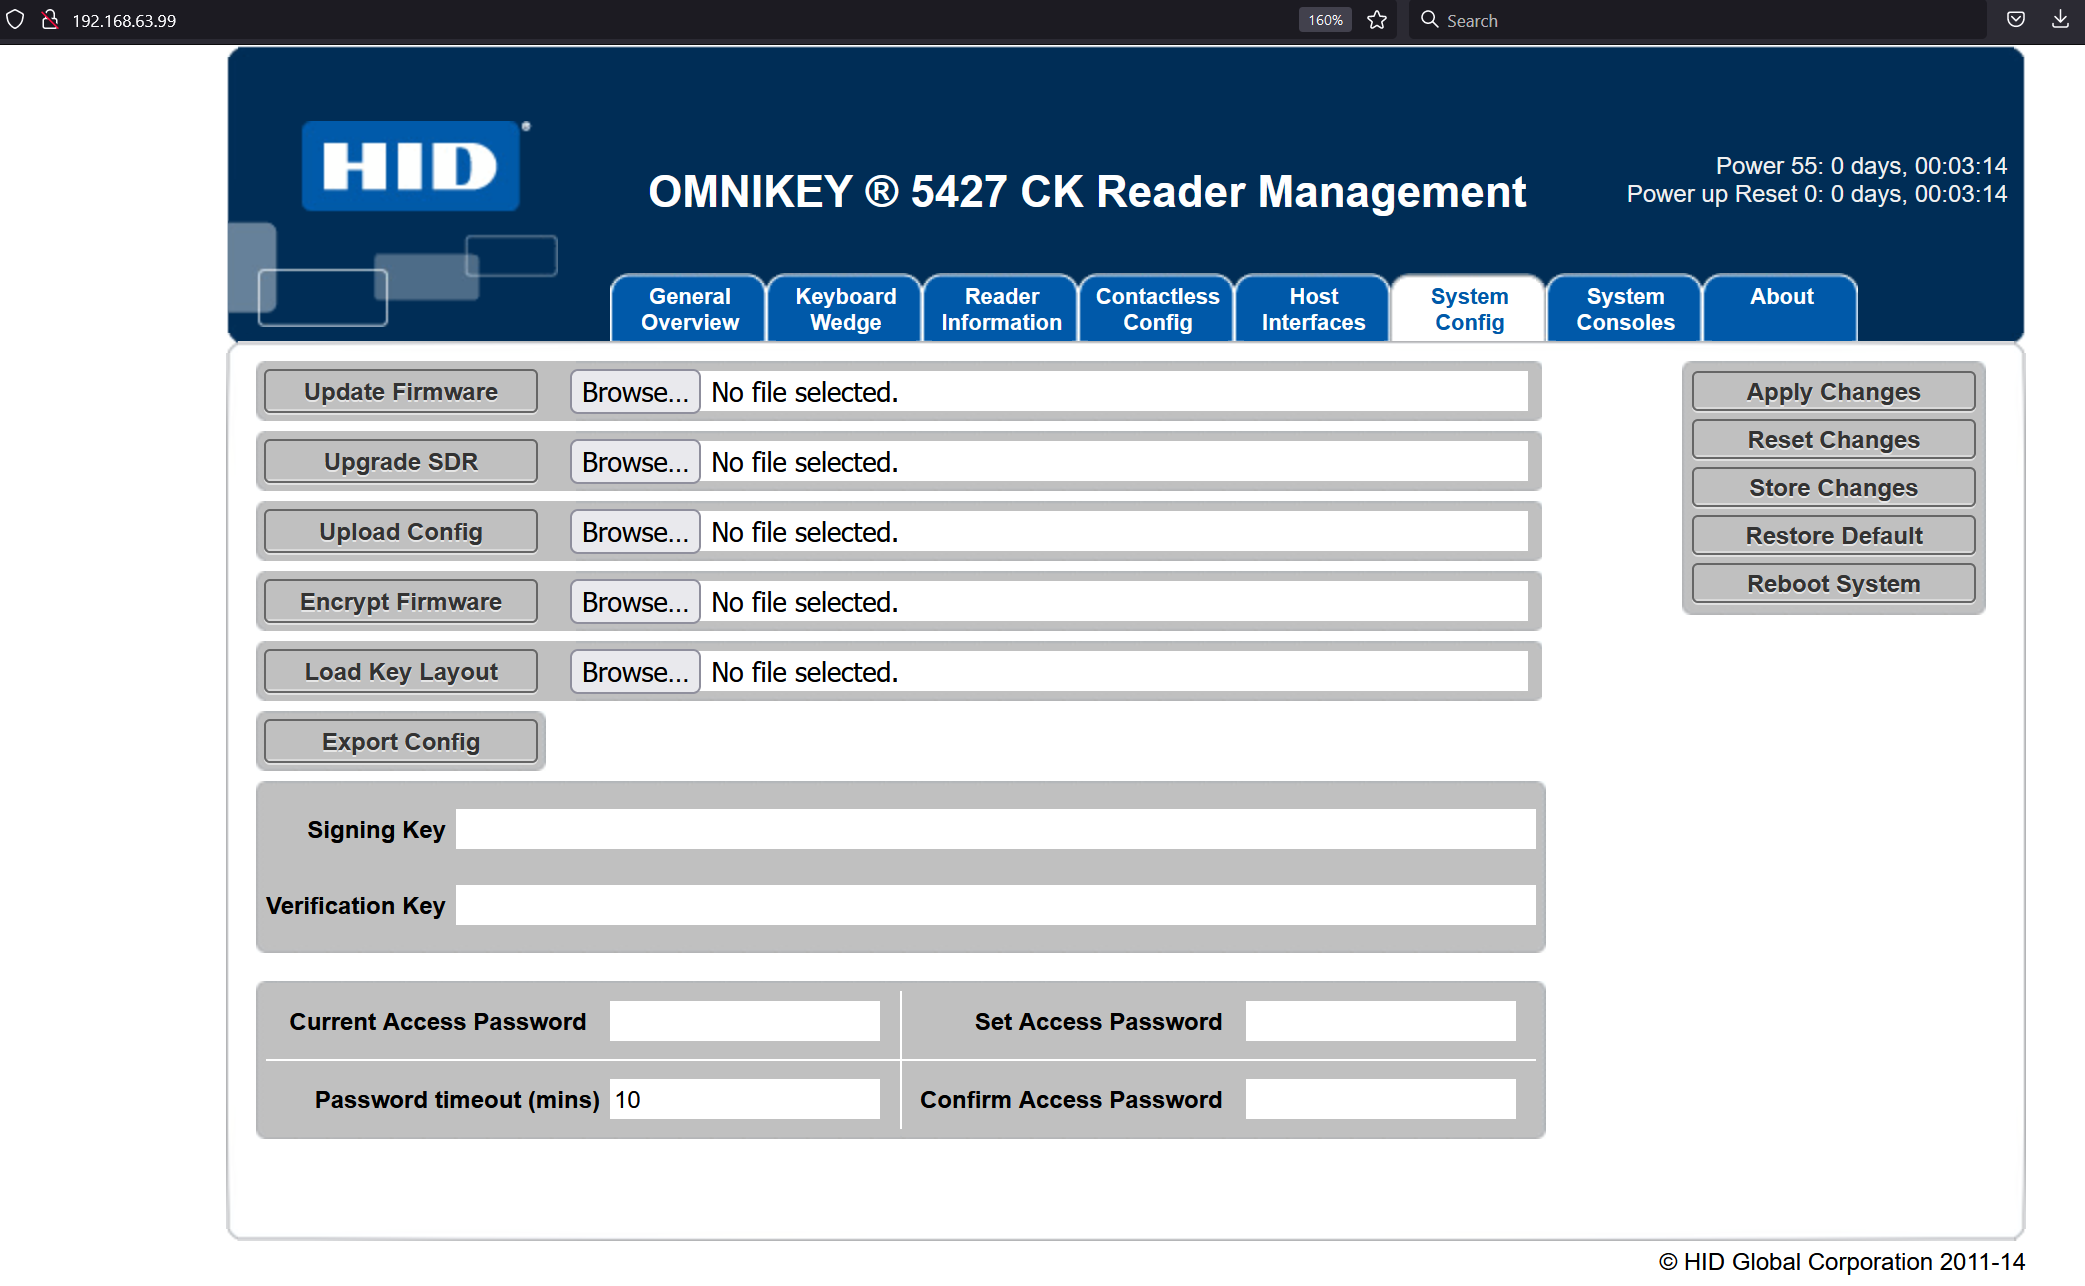 192.168.63.99
160%
Search
HID
OMNIKEY ® 5427 CK Reader Management
Power 55: 0 days, 00:03:14
Power up Reset 0: 0 days, 00:03:14
General Overview
Keyboard Wedge
Reader Information
Contactless Config
Host Interfaces
System Config
System Consoles
About
Update Firmware Browse... No file selected.
Upgrade SDR Browse... No file selected.
Upload Config Browse... No file selected.
Encrypt Firmware Browse... No file selected.
Load Key Layout Browse... No file selected.
Export Config
Apply Changes
Reset Changes
Store Changes
Restore Default
Reboot System
Signing Key
Verification Key
Current Access Password
Set Access Password
Password timeout (mins) 10
Confirm Access Password
© HID Global Corporation 2011-14